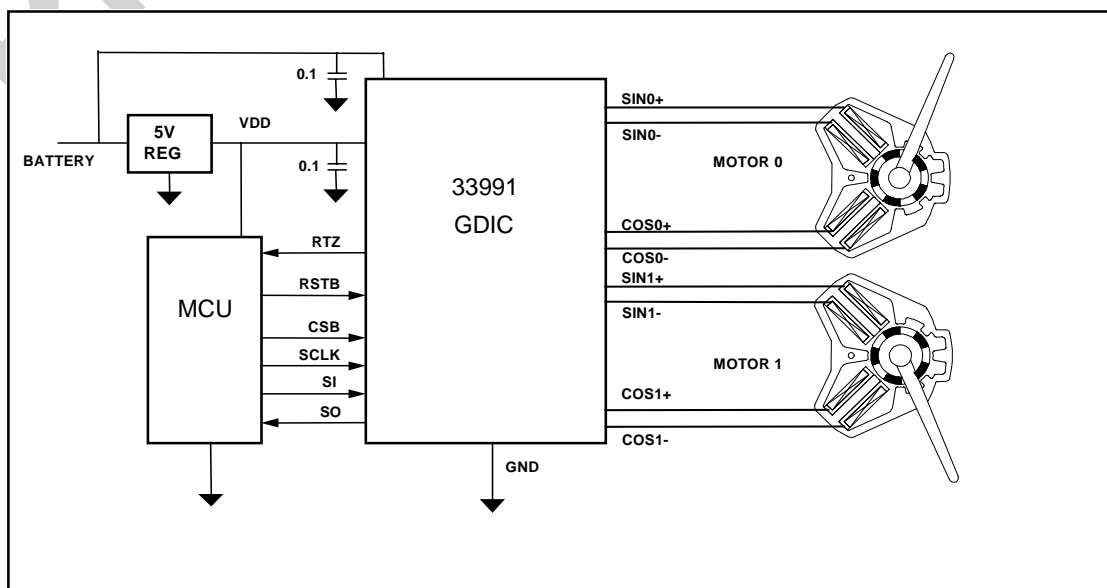 0.1
5V
REG
VDD
BATTERY
0.1
33991
GDIC
MCU
RTZ
RSTB
CSB
SCLK
SI
SO
GND
SIN0+
SIN0-
MOTOR 0
COS0+
COS0-
SIN1+
SIN1-
MOTOR 1
COS1+
COS1-